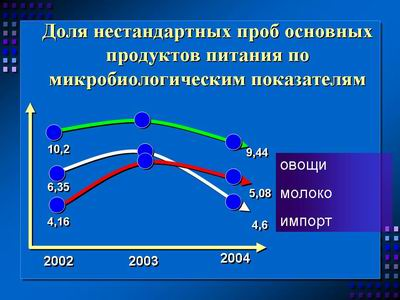 Доля нестандартных проб основных
продуктов питания по
микробиологическим показателям
10,2
9,44
овощи
6,35
5,08
молоко
4,16
4,6
импорт
2002
2003
2004